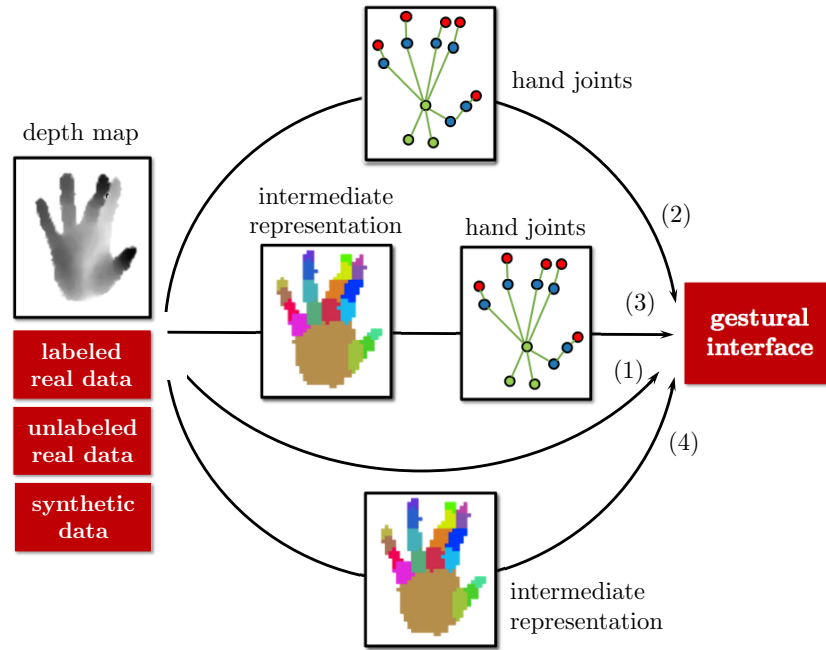 hand joints
depth map
intermediate
representation
hand joints
(2)
(3)
gestural
interface
labeled
real data
(1)
unlabeled
real data
(4)
synthetic
data
intermediate
representation